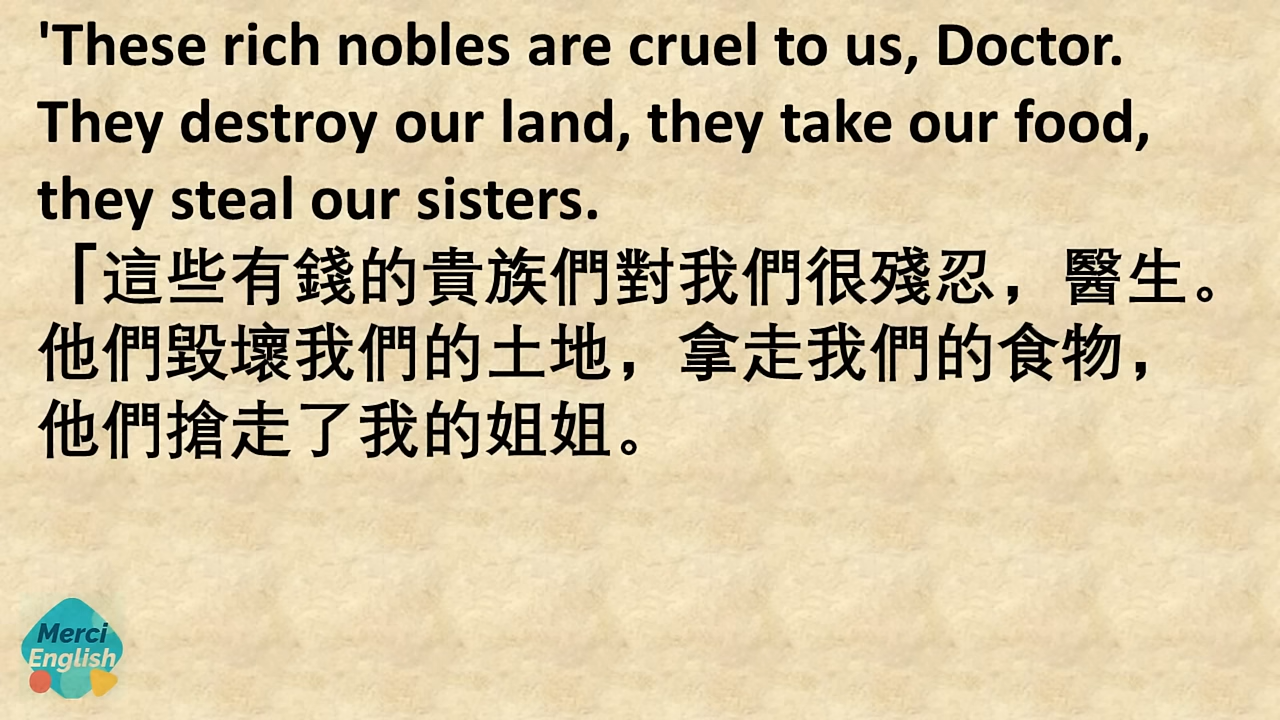 'These rich nobles are cruel to us, Doctor.
They destroy our land, they take our food,
they steal our sisters.
「這些有錢的貴族們對我們很殘忍，醫生。
他們毀壞我們的土地，拿走我們的食物，
他們搶走了我的姐姐。
Merci
English